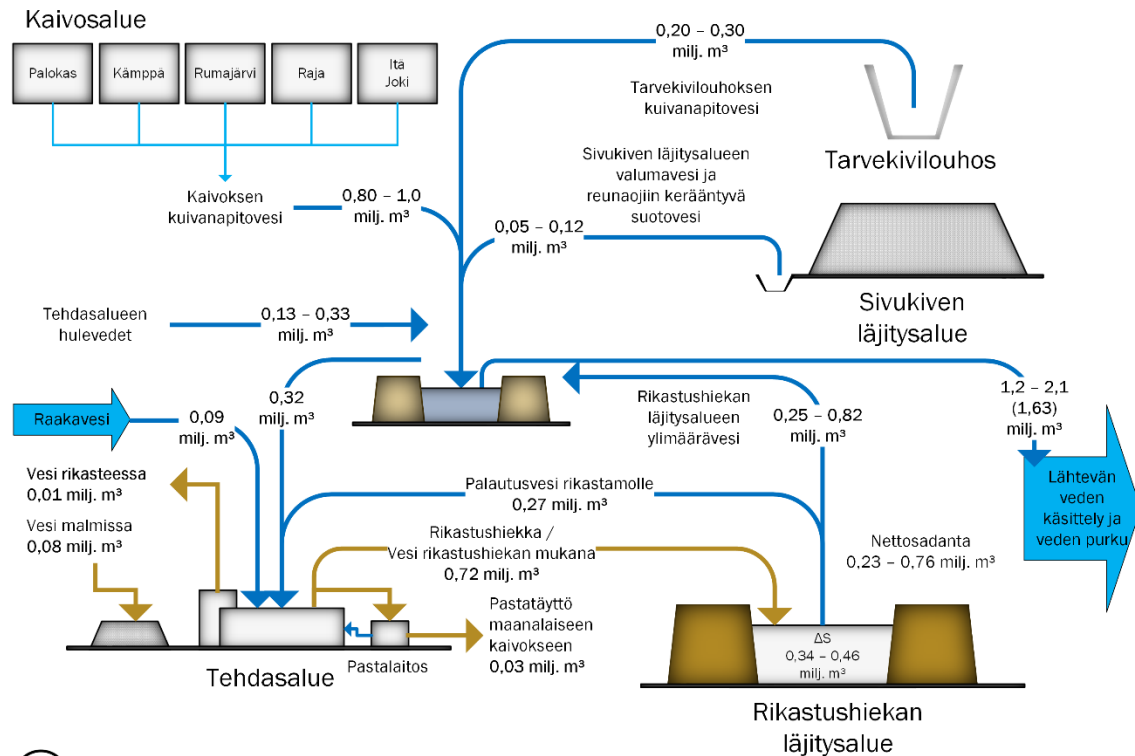 Kaivosalue
Palokas
Kämppä
Rumajärvi
Raja
Itä
Joki
Kaivoksen
kuivanapitovesi
0,80 – 1,0
milj. m³
0,20 – 0,30
milj. m³
Tarvekivilouhoksen
kuivanapitovesi
Tarvekivilouhos
Sivukiven läjitysalueen
valumavesi ja
reunaojiin kerääntyvä
suotovesi
0,05 – 0,12
milj. m³
Sivukiven
läjitysalue
Tehdasalueen
hulevedet
0,13 – 0,33
milj. m³
Raakavesi
0,09
milj. m³
0,32
milj. m³
Rikastushiekan
läjitysalueen
ylimäärävesi
0,25 – 0,82
milj. m³
1,2 – 2,1
(1,63)
milj. m³
Lähtevän
veden
käsittely ja
veden purku
Vesi rikasteessa
0,01 milj. m³
Vesi malmissa
0,08 milj. m³
Palautusvesi rikastamolle
0,27 milj. m³
Rikastushiekka /
Vesi rikastushiekan mukana
0,72 milj. m³
Nettosadanta
0,23 – 0,76 milj. m³
Pastatäyttö
maanalaiseen
kaivokseen
0,03 milj. m³
Pastalaitos
Tehdasalue
ΔS
0,34 – 0,46
milj. m³
Rikastushiekan
läjitysalue